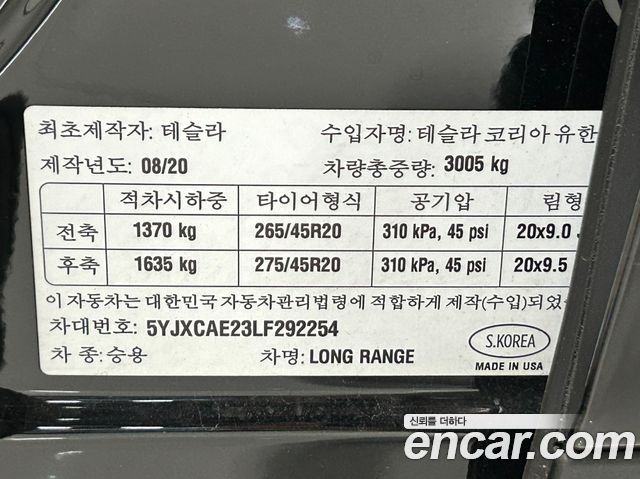 최초제작자: 테슬라 수입자명: 테슬라 코리아 유한
제작년도: 08/20 차량총중량: 3005 kg
적차시하중 타이어형식 공기압 림형
전축 1370 kg 265/45R20 310 kPa, 45 psi 20x9.0
후축 1635 kg 275/45R20 310 kPa, 45 psi 20x9.5
이 자동차는 대한민국 자동차관리법령에 적합하게 제작(수입)되었
차대번호: 5YJXCAE23LF292254
S.KOREA
차 종: 승용 차명: LONG RANGE MADE IN USA
신뢰를 더하다
encar.com